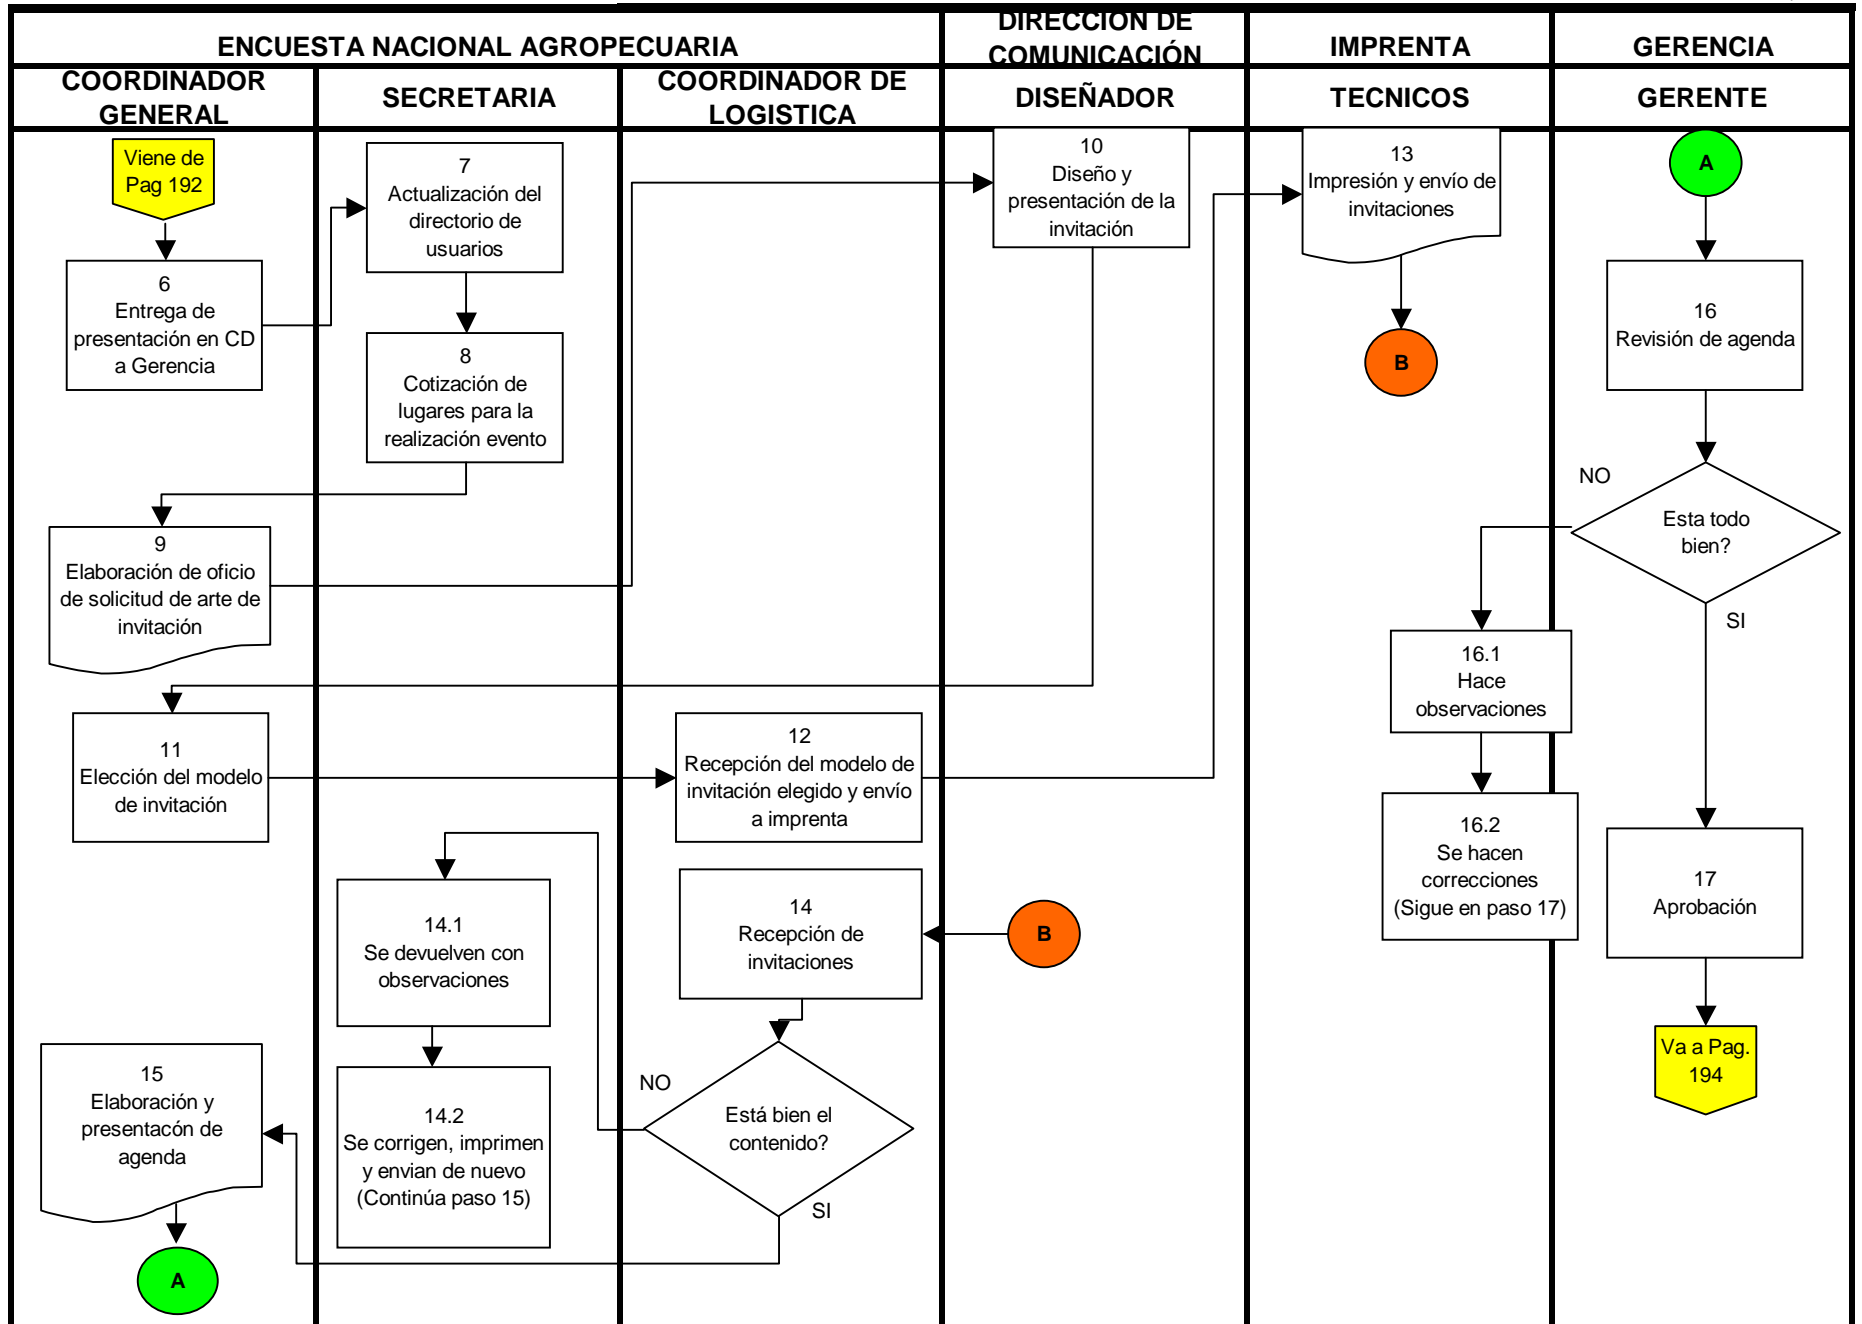 ENCUESTA NACIONAL AGROPECUARIA
DIRECCION DE
COMUNICACIÓN
IMPRENTA
GERENCIA
COORDINADOR
GENERAL
SECRETARIA
COORDINADOR DE
LOGISTICA
DISEÑADOR
TECNICOS
GERENTE
Viene de
Pag 192
6
Entrega de
presentación en CD
a Gerencia
7
Actualización del
directorio de
usuarios
8
Cotización de
lugares para la
realización evento
9
Elaboración de oficio
de solicitud de arte de
invitación
10
Diseño y
presentación de la
invitación
11
Elección del modelo
de invitación
12
Recepción del modelo de
invitación elegido y envío
a imprenta
13
Impresión y envío de
invitaciones
B
B
14
Recepción de
invitaciones
Está bien el
contenido?
NO
SI
14.1
Se devuelven con
observaciones
14.2
Se corrigen, imprimen
y envian de nuevo
(Continúa paso 15)
15
Elaboración y
presentacón de
agenda
A
A
16
Revisión de agenda
Esta todo
bien?
NO
SI
16.1
Hace
observaciones
16.2
Se hacen
correcciones
(Sigue en paso 17)
17
Aprobación
Va a Pag.
194